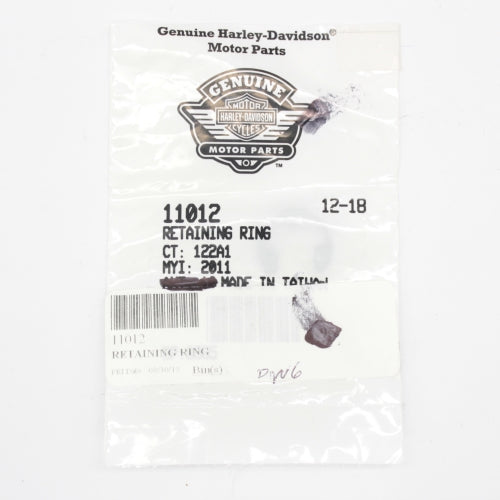 Genuine Harley-Davidson®
Motor Parts
GENUINE
MOTOR
HARLEY-DAVIDSON
CYCLES
MOTOR PARTS
™
11012 12-18
RETAINING RING
CT: 122A1
MYI: 2011
MADE IN TAIWAN
11012
RETAINING RING
Bin(s)